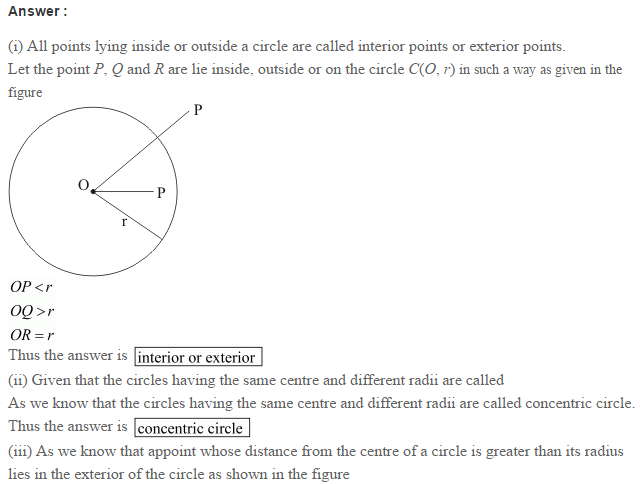 Answer :
(i) All points lying inside or outside a circle are called interior points or exterior points.
Let the point P, Q and R are lie inside, outside or on the circle C(O, r) in such a way as given in the
figure
P
O
P
r
OP <r
OQ >r
OR = r
Thus the answer is interior or exterior
(ii) Given that the circles having the same centre and different radii are called
As we know that the circles having the same centre and different radii are called concentric circle.
Thus the answer is concentric circle
(iii) As we know that appoint whose distance from the centre of a circle is greater than its radius
lies in the exterior of the circle as shown in the figure